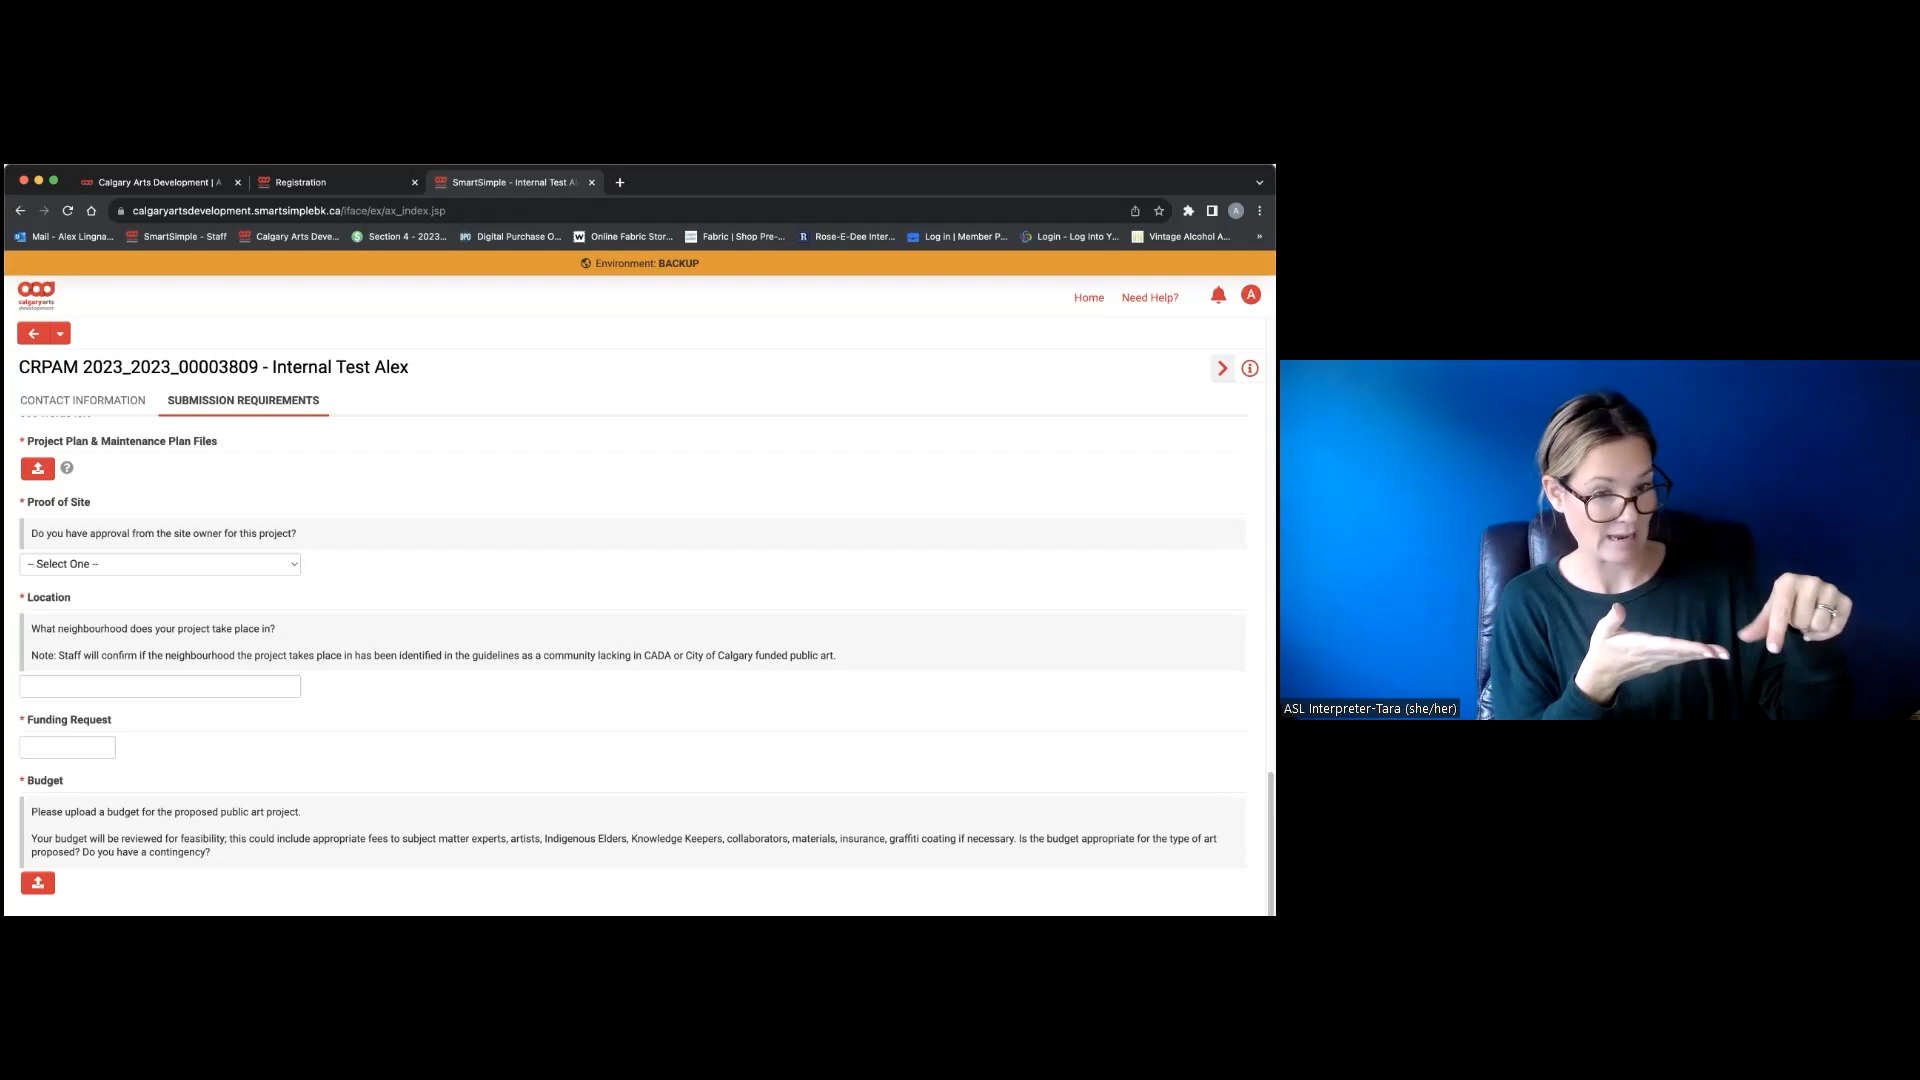 Calgary Arts Development | A
Registration
SmartSimple - Internal Test Al
calgaryartsdevelopment.smartsimplebk.ca/iface/ex/ax_index.jsp
A
Mail - Alex Lingna...
SmartSimple - Staff
Calgary Arts Deve...
Section 4 - 2023...
Digital Purchase O...
Online Fabric Stor...
Fabric | Shop Pre-...
Rose-E-Dee Inter...
Log in | Member P...
Login - Log Into Y...
Vintage Alcohol A...
»
Environment: BACKUP
calgaryarts
development
Home
Need Help?
A
CRPAM 2023_2023_00003809 - Internal Test Alex
CONTACT INFORMATION
SUBMISSION REQUIREMENTS
* Project Plan & Maintenance Plan Files
* Proof of Site
Do you have approval from the site owner for this project?
-- Select One --
* Location
What neighbourhood does your project take place in?
Note: Staff will confirm if the neighbourhood the project takes place in has been identified in the guidelines as a community lacking in CADA or City of Calgary funded public art.
* Funding Request
* Budget
Please upload a budget for the proposed public art project.
Your budget will be reviewed for feasibility; this could include appropriate fees to subject matter experts, artists, Indigenous Elders, Knowledge Keepers, collaborators, materials, insurance, graffiti coating if necessary. Is the budget appropriate for the type of art
proposed? Do you have a contingency?
ASL Interpreter-Tara (she/her)